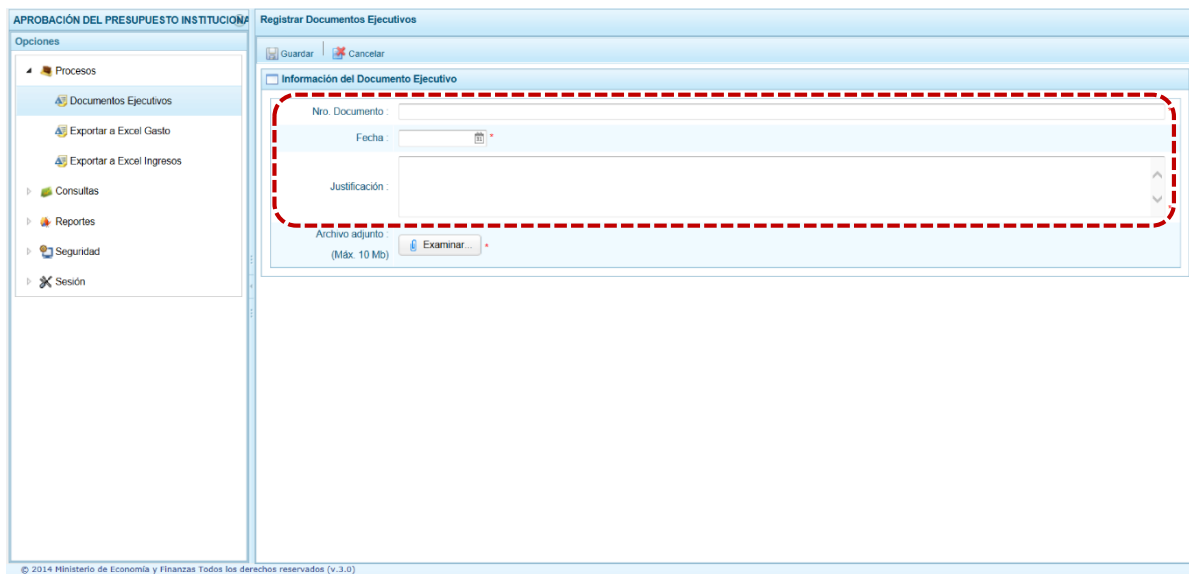 APROBACIÓN DEL PRESUPUESTO INSTITUCIONA
Opciones
Procesos
Documentos Ejecutivos
Exportar a Excel Gasto
Exportar a Excel Ingresos
Consultas
Reportes
Seguridad
Sesión
Registrar Documentos Ejecutivos
Guardar Cancelar
Información del Documento Ejecutivo
Nro. Documento :
Fecha : *
Justificación :
Archivo adjunto :
(Máx. 10 Mb) Examinar... *
© 2014 Ministerio de Economía y Finanzas Todos los derechos reservados (v.3.0)